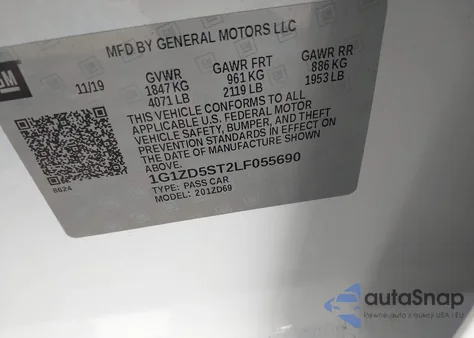 MFD BY GENERAL MOTORS LLC
GM
11/19
GVWR
1847 KG
4071 LB
GAWR FRT
961 KG
2119 LB
GAWR RR
886 KG
1953 LB
THIS VEHICLE CONFORMS TO ALL
APPLICABLE U.S. FEDERAL MOTOR
VEHICLE SAFETY, BUMPER, AND THEFT
PREVENTION STANDARDS IN EFFECT ON
THE DATE OF MANUFACTURE SHOWN
ABOVE.
1G1ZD5ST2LF055690
TYPE: PASS CAR
MODEL: 201ZD69
8624
autaSnap